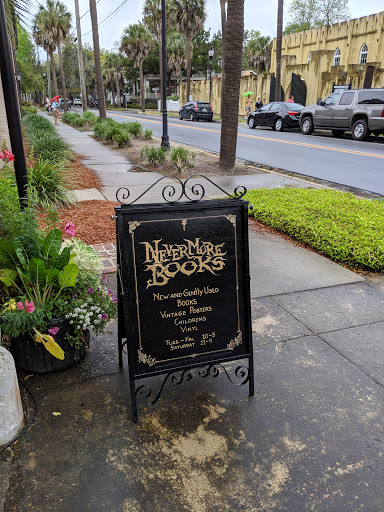 NEVERMORE
BOOKS
NEW AND GENTLY USED
BOOKS
VINTAGE POSTERS
CHILDRENS
VINYL
TUES. - FRI. 10-5
SATURDAY 11-4